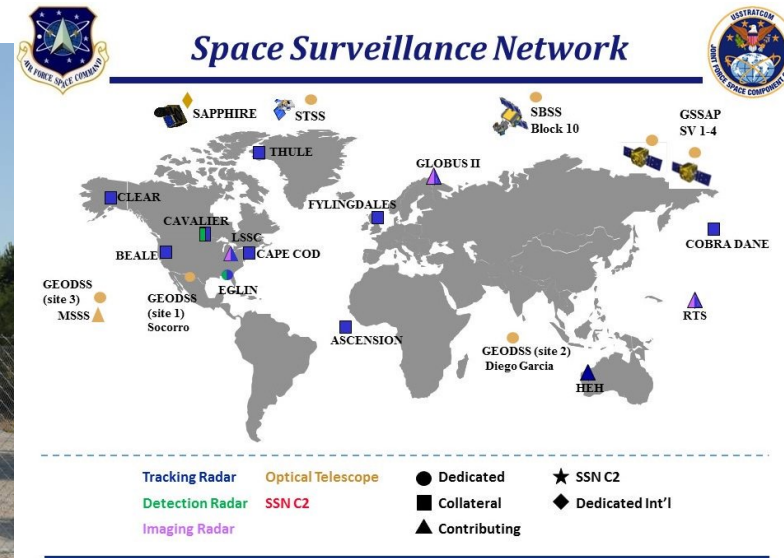 Space Surveillance Network
AIR FORCE SPACE COMMAND
USSTRATCOM
JOINT FORCE SPACE COMPONENT
SAPPHIRE
STSS
SBSS
Block 10
GSSAP
SV 1-4
THULE
GLOBUS II
CLEAR
FYLINGDALES
CAVALIER
LSSC
BEALE
CAPE COD
COBRA DANE
EGLIN
GEODSS
(site 3)
MSSS
GEODSS
(site 1)
Socorro
ASCENSION
GEODSS (site 2)
Diego Garcia
RTS
HEH
Tracking Radar
Optical Telescope
Dedicated
SSN C2
Detection Radar
SSN C2
Collateral
Dedicated Int'l
Imaging Radar
Contributing